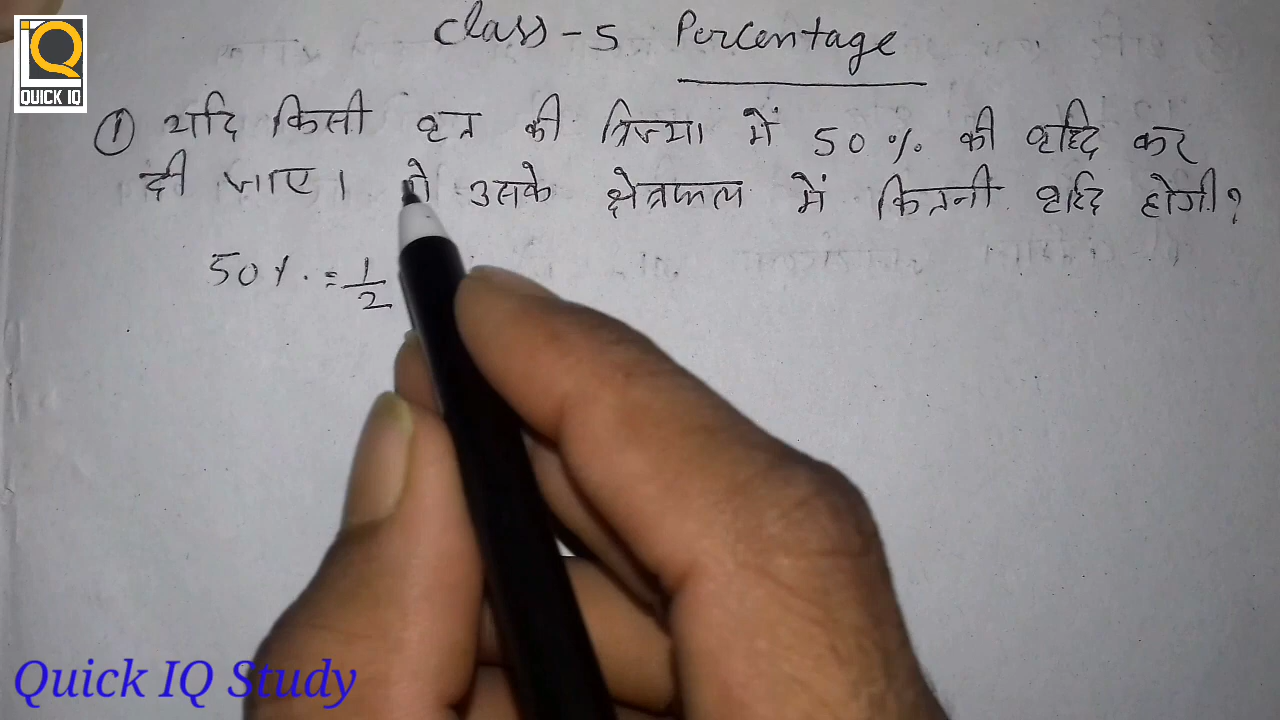 QUICK IQ
Class-5 Percentage
① यदि किसी वृत्त की त्रिज्या में 50% की वृद्धि कर
दी जाए। तो उसके क्षेत्रफल में कितनी वृद्धि होगी?
50% = 1/2
Quick IQ Study